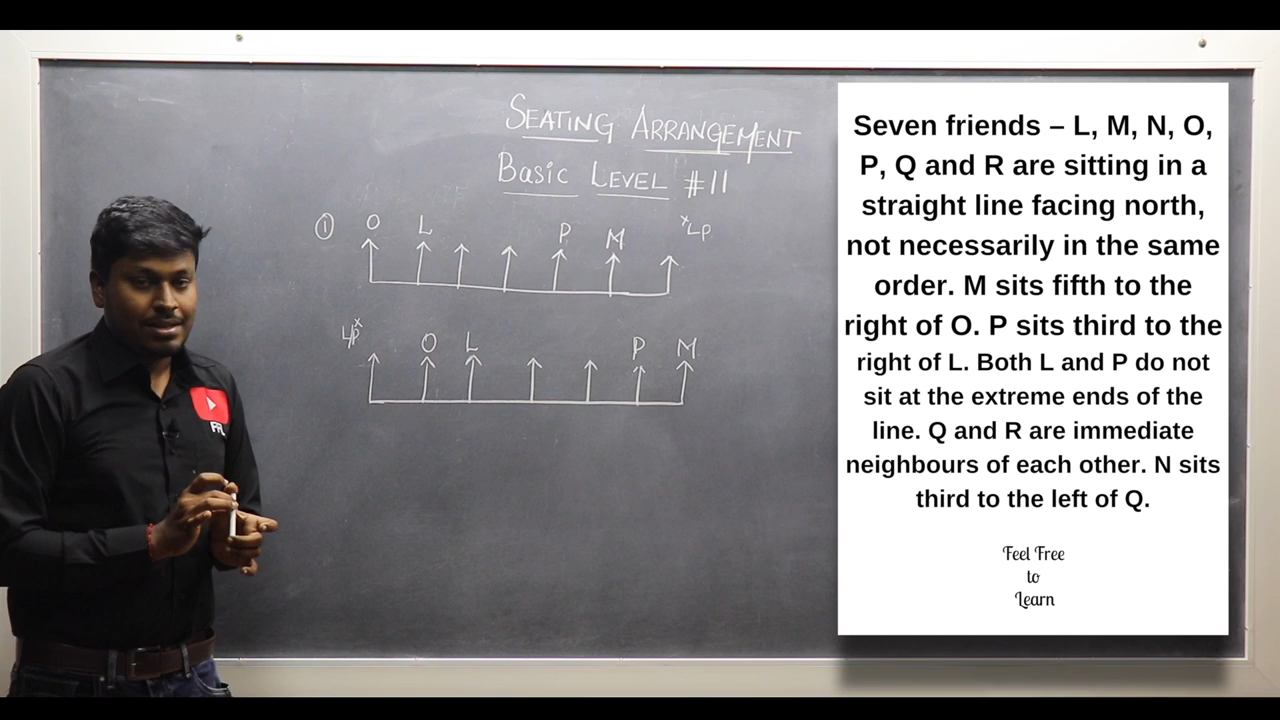 SEATING ARRANGEMENT
Basic LEVEL #11
① O L P M ×L P
L/P× O L P M
FR
Seven friends – L, M, N, O,
P, Q and R are sitting in a
straight line facing north,
not necessarily in the same
order. M sits fifth to the
right of O. P sits third to the
right of L. Both L and P do not
sit at the extreme ends of the
line. Q and R are immediate
neighbours of each other. N sits
third to the left of Q.
Feel Free
to
Learn